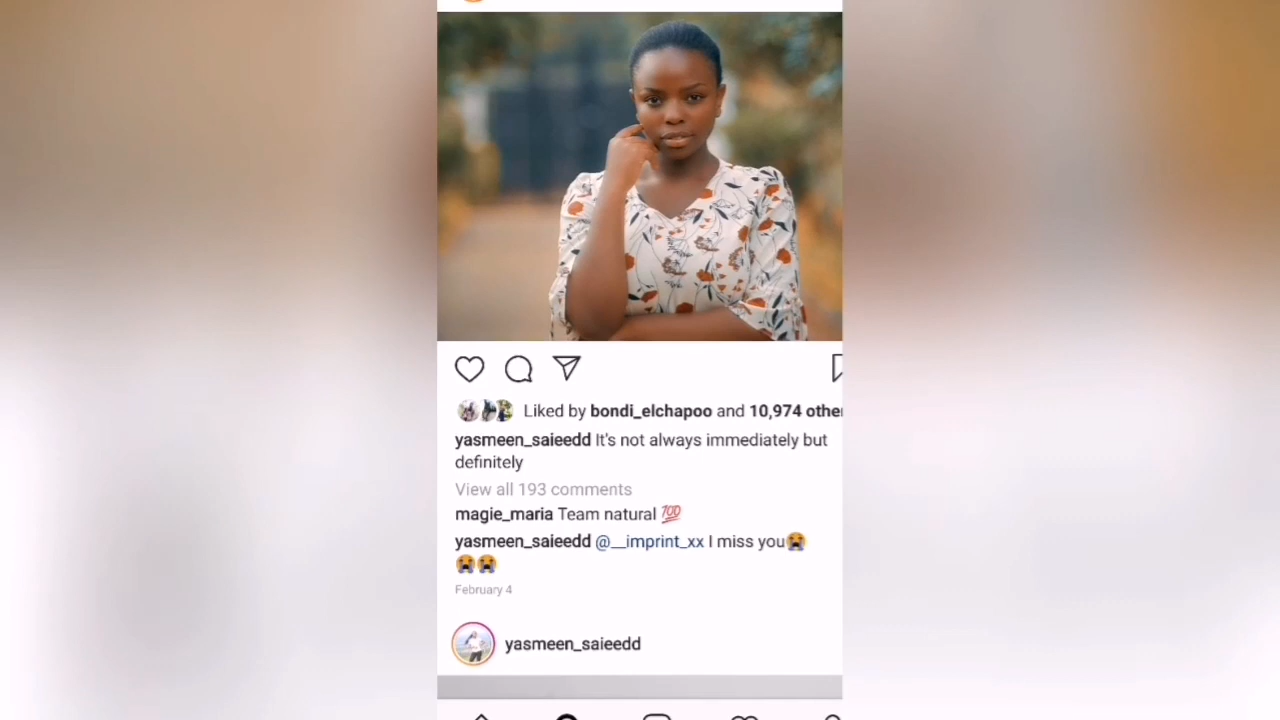 Liked by bondi_elchapoo and 10,974 othe
yasmeen_saieedd It's not always immediately but
definitely
View all 193 comments
magie_maria Team natural 💯
yasmeen_saieedd @__imprint_xx I miss you😭
😭😭
February 4
yasmeen_saieedd